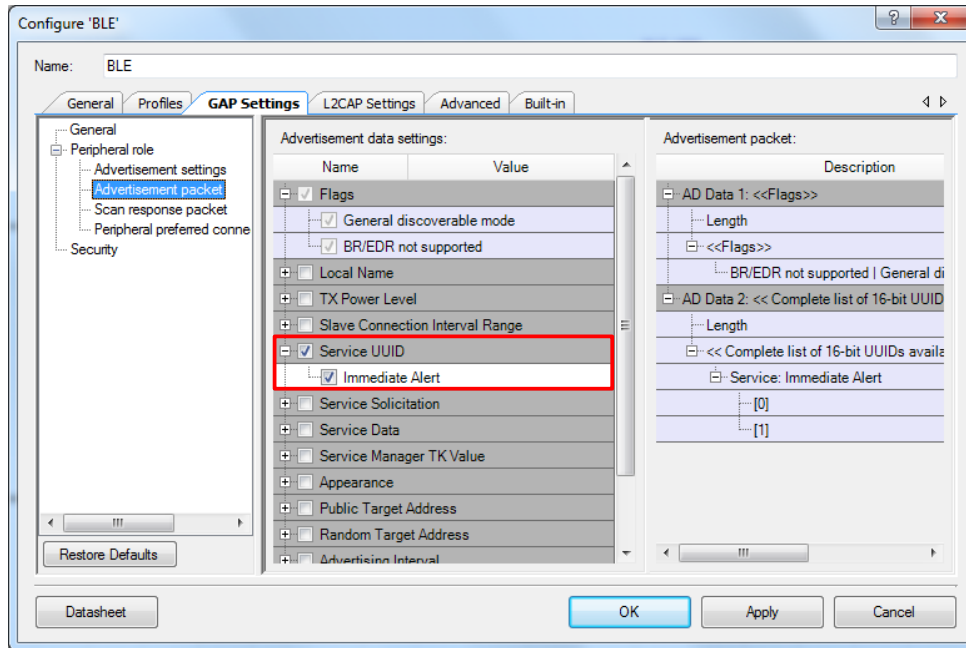 Configure 'BLE'
Name: BLE
General Profiles GAP Settings L2CAP Settings Advanced Built-in
General
Peripheral role
Advertisement settings
Advertisement packet
Scan response packet
Peripheral preferred conne
Security
Restore Defaults
Advertisement data settings:
Name Value
Flags
General discoverable mode
BR/EDR not supported
Local Name
TX Power Level
Slave Connection Interval Range
Service UUID
Immediate Alert
Service Solicitation
Service Data
Service Manager TK Value
Appearance
Public Target Address
Random Target Address
Advertising Interval
Advertisement packet:
Description
AD Data 1: <<Flags>>
Length
<<Flags>>
BR/EDR not supported | General di
AD Data 2: << Complete list of 16-bit UUID
Length
<< Complete list of 16-bit UUIDs availa
Service: Immediate Alert
[0]
[1]
Datasheet OK Apply Cancel